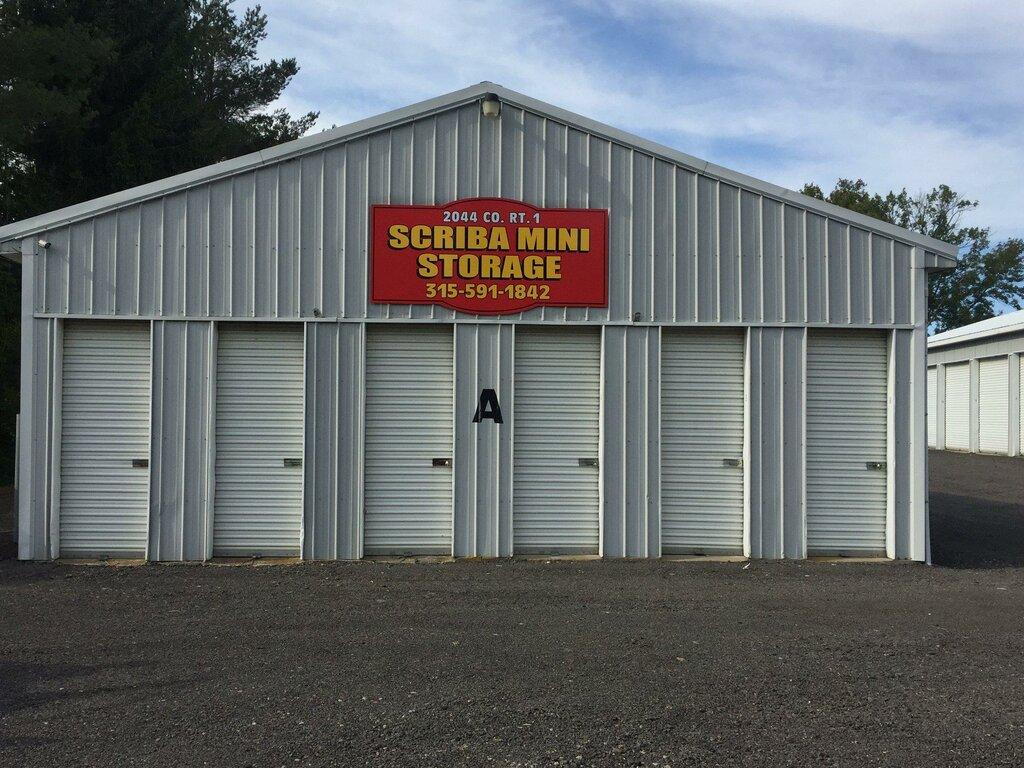 2044 CO. RT. 1
SCRIBA MINI
STORAGE
315-591-1842
A